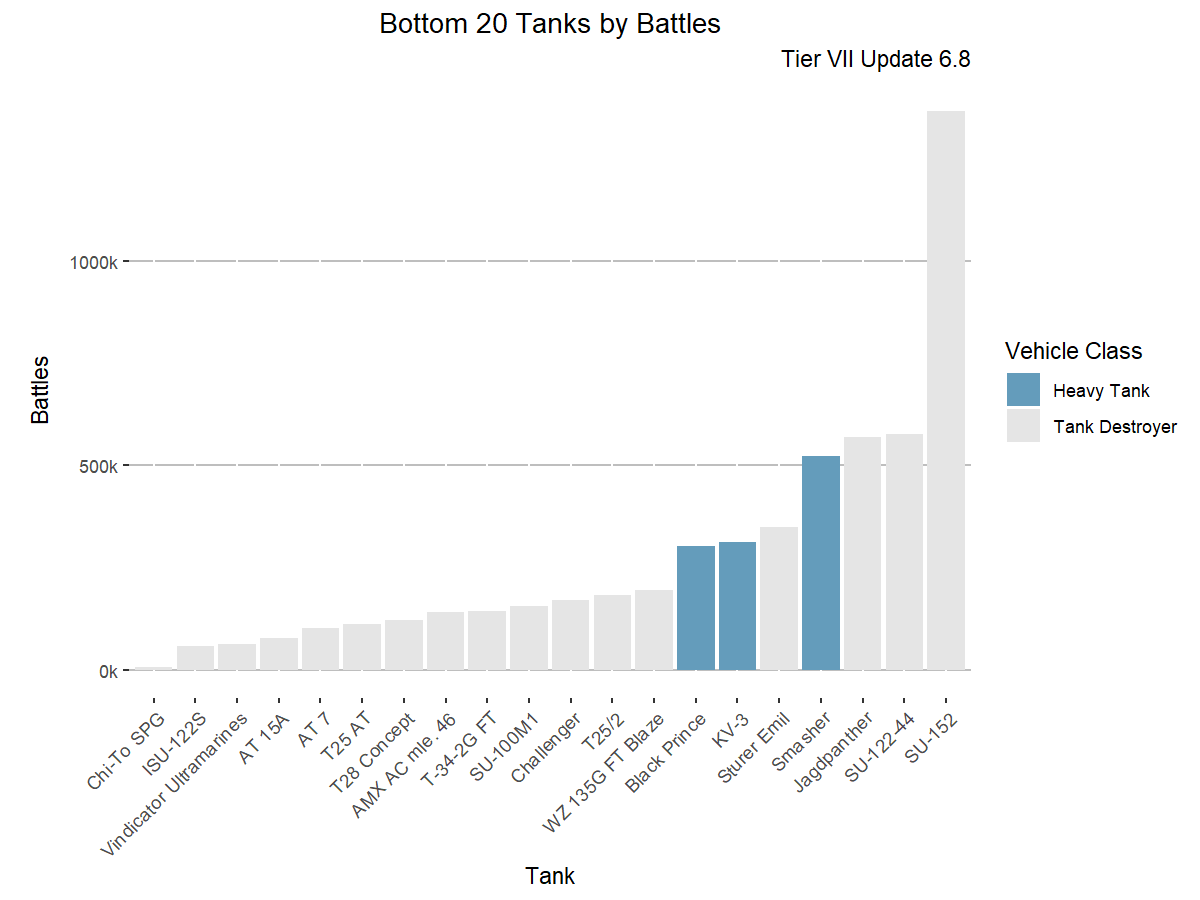 Bottom 20 Tanks by Battles
Tier VII Update 6.8
Battles
1000k
500k
0k
Chi-To SPG
ISU-122S
Vindicator Ultramarines
AT 15A
AT 7
T25 AT
T28 Concept
AMX AC mle. 46
T-34-2G FT
SU-100M1
Challenger
T25/2
WZ 135G FT Blaze
Black Prince
KV-3
Sturer Emil
Smasher
Jagdpanther
SU-122-44
SU-152
Tank
Vehicle Class
Heavy Tank
Tank Destroyer